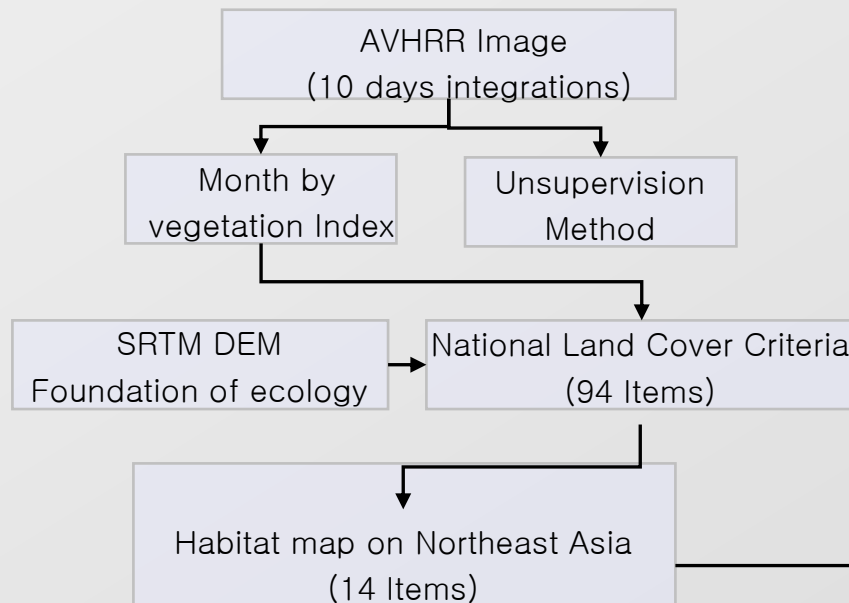 AVHRR Image
(10 days integrations)
Month by
vegetation Index
Unsupervision
Method
SRTM DEM
Foundation of ecology
National Land Cover Criteria
(94 Items)
Habitat map on Northeast Asia
(14 Items)